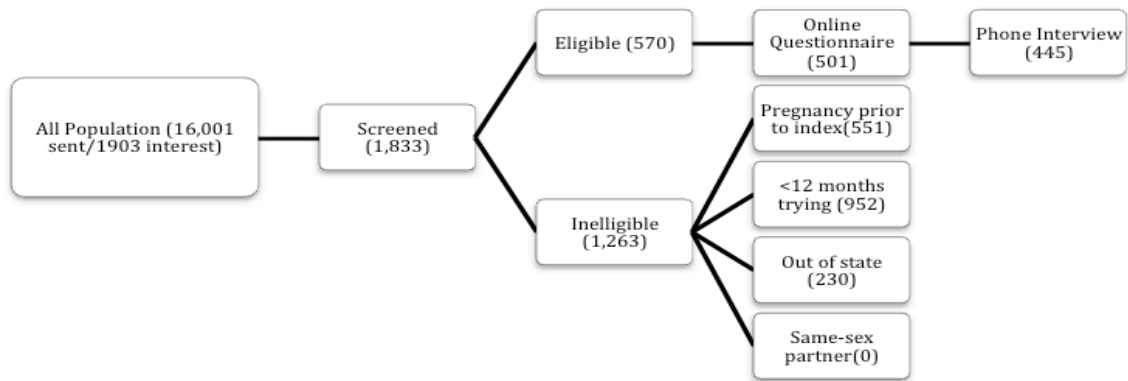 All Population (16,001
sent/1903 interest)
Screened
(1,833)
Eligible (570)
Online
Questionnaire
(501)
Phone Interview
(445)
Inelligible
(1,263)
Pregnancy prior
to index(551)
<12 months
trying (952)
Out of state
(230)
Same-sex
partner(0)